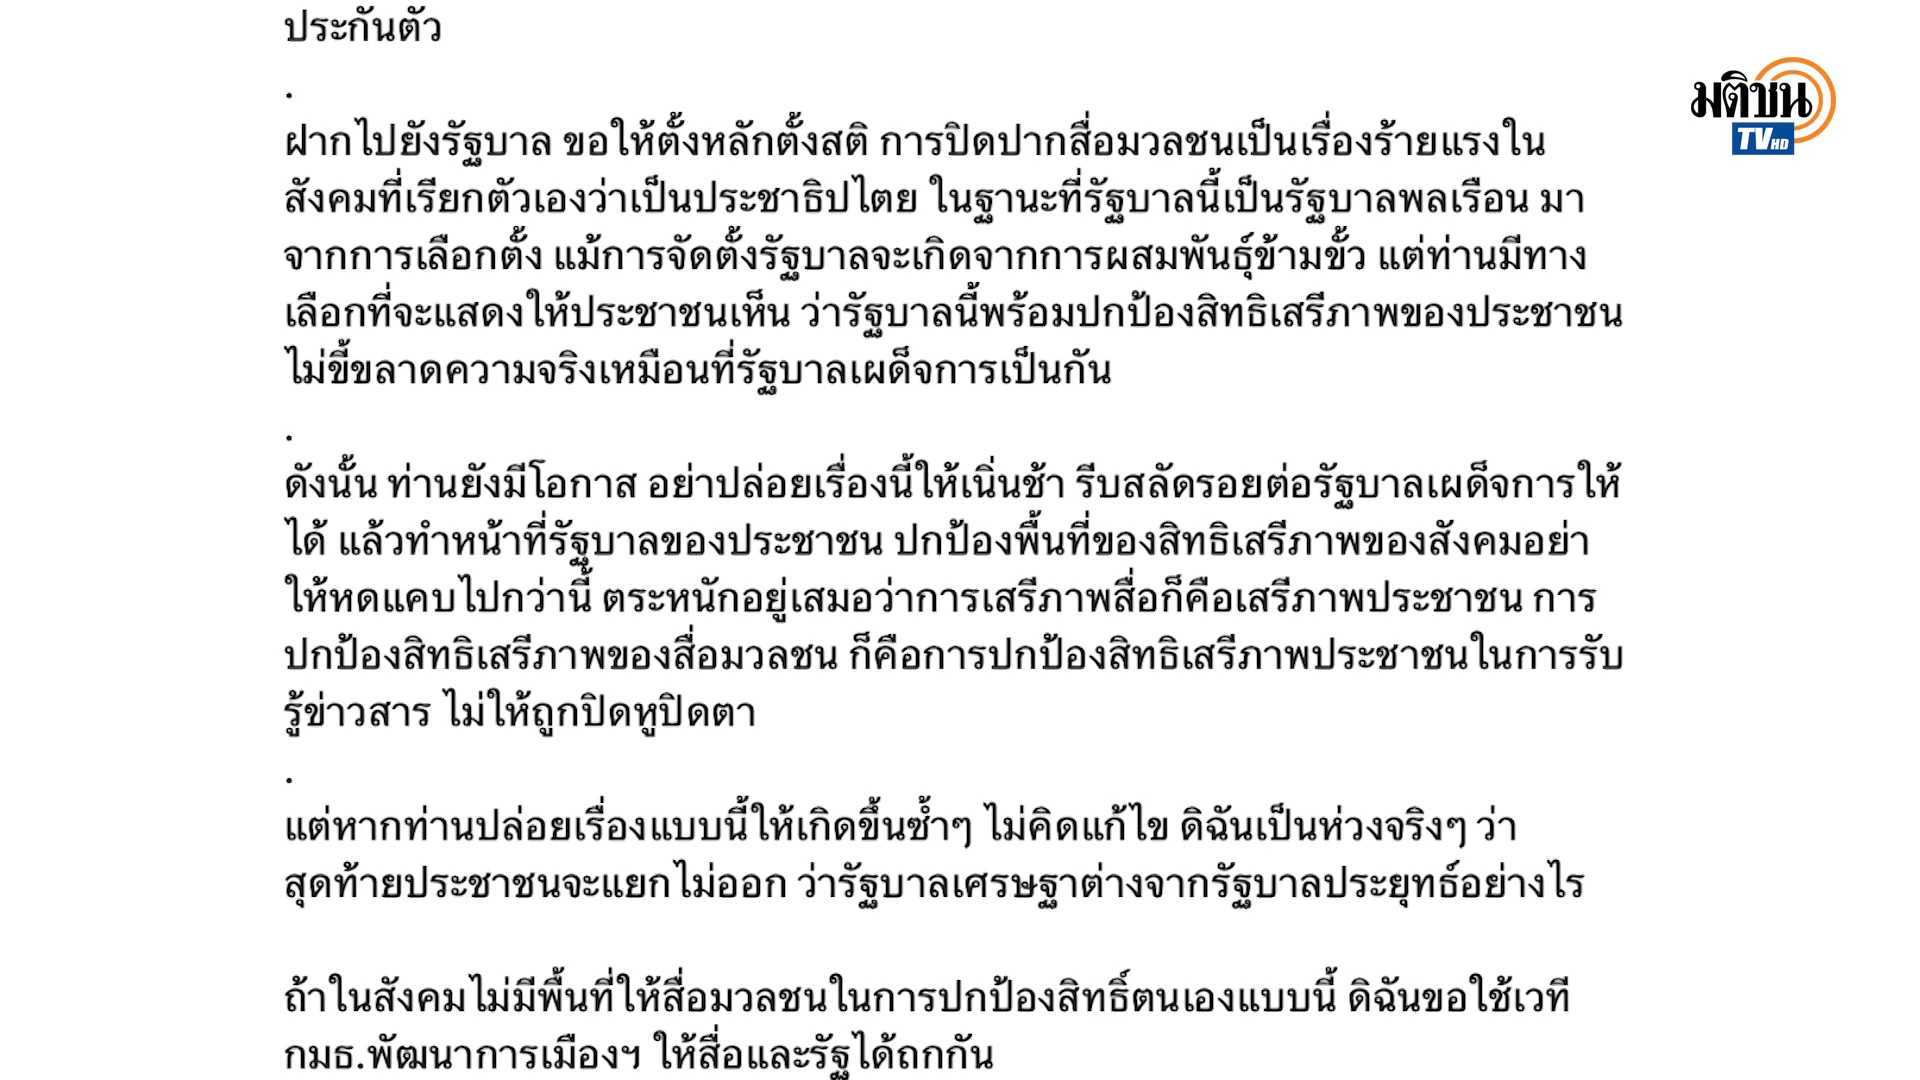 ประกันตัว
.
ฝากไปยังรัฐบาล ขอให้ตั้งหลักตั้งสติ การปิดปากสื่อมวลชนเป็นเรื่องร้ายแรงใน
สังคมที่เรียกตัวเองว่าเป็นประชาธิปไตย ในฐานะที่รัฐบาลนี้เป็นรัฐบาลพลเรือน มา
จากการเลือกตั้ง แม้การจัดตั้งรัฐบาลจะเกิดจากการผสมพันธุ์ข้ามขั้ว แต่ท่านมีทาง
เลือกที่จะแสดงให้ประชาชนเห็น ว่ารัฐบาลนี้พร้อมปกป้องสิทธิเสรีภาพของประชาชน
ไม่ขี้ขลาดความจริงเหมือนที่รัฐบาลเผด็จการเป็นกัน
.
ดังนั้น ท่านยังมีโอกาส อย่าปล่อยเรื่องนี้ให้เนิ่นช้า รีบสลัดรอยต่อรัฐบาลเผด็จการให้
ได้ แล้วทำหน้าที่รัฐบาลของประชาชน ปกป้องพื้นที่ของสิทธิเสรีภาพของสังคมอย่า
ให้หดแคบไปกว่านี้ ตระหนักอยู่เสมอว่าการเสรีภาพสื่อก็คือเสรีภาพประชาชน การ
ปกป้องสิทธิเสรีภาพของสื่อมวลชน ก็คือการปกป้องสิทธิเสรีภาพประชาชนในการรับ
รู้ข่าวสาร ไม่ให้ถูกปิดหูปิดตา
.
แต่หากท่านปล่อยเรื่องแบบนี้ให้เกิดขึ้นซ้ำๆ ไม่คิดแก้ไข ดิฉันเป็นห่วงจริงๆ ว่า
สุดท้ายประชาชนจะแยกไม่ออก ว่ารัฐบาลเศรษฐาต่างจากรัฐบาลประยุทธ์อย่างไร
ถ้าในสังคมไม่มีพื้นที่ให้สื่อมวลชนในการปกป้องสิทธิ์ตนเองแบบนี้ ดิฉันขอใช้เวที
กมธ.พัฒนาการเมืองฯ ให้สื่อและรัฐได้ถกกัน
มติชน
TV HD